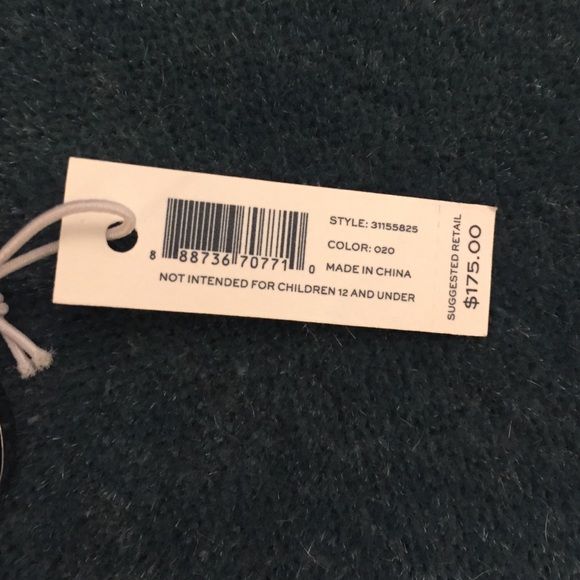 STYLE: 31155825
COLOR: 020
MADE IN CHINA
8 88736 70771 0
NOT INTENDED FOR CHILDREN 12 AND UNDER
SUGGESTED RETAIL
$175.00